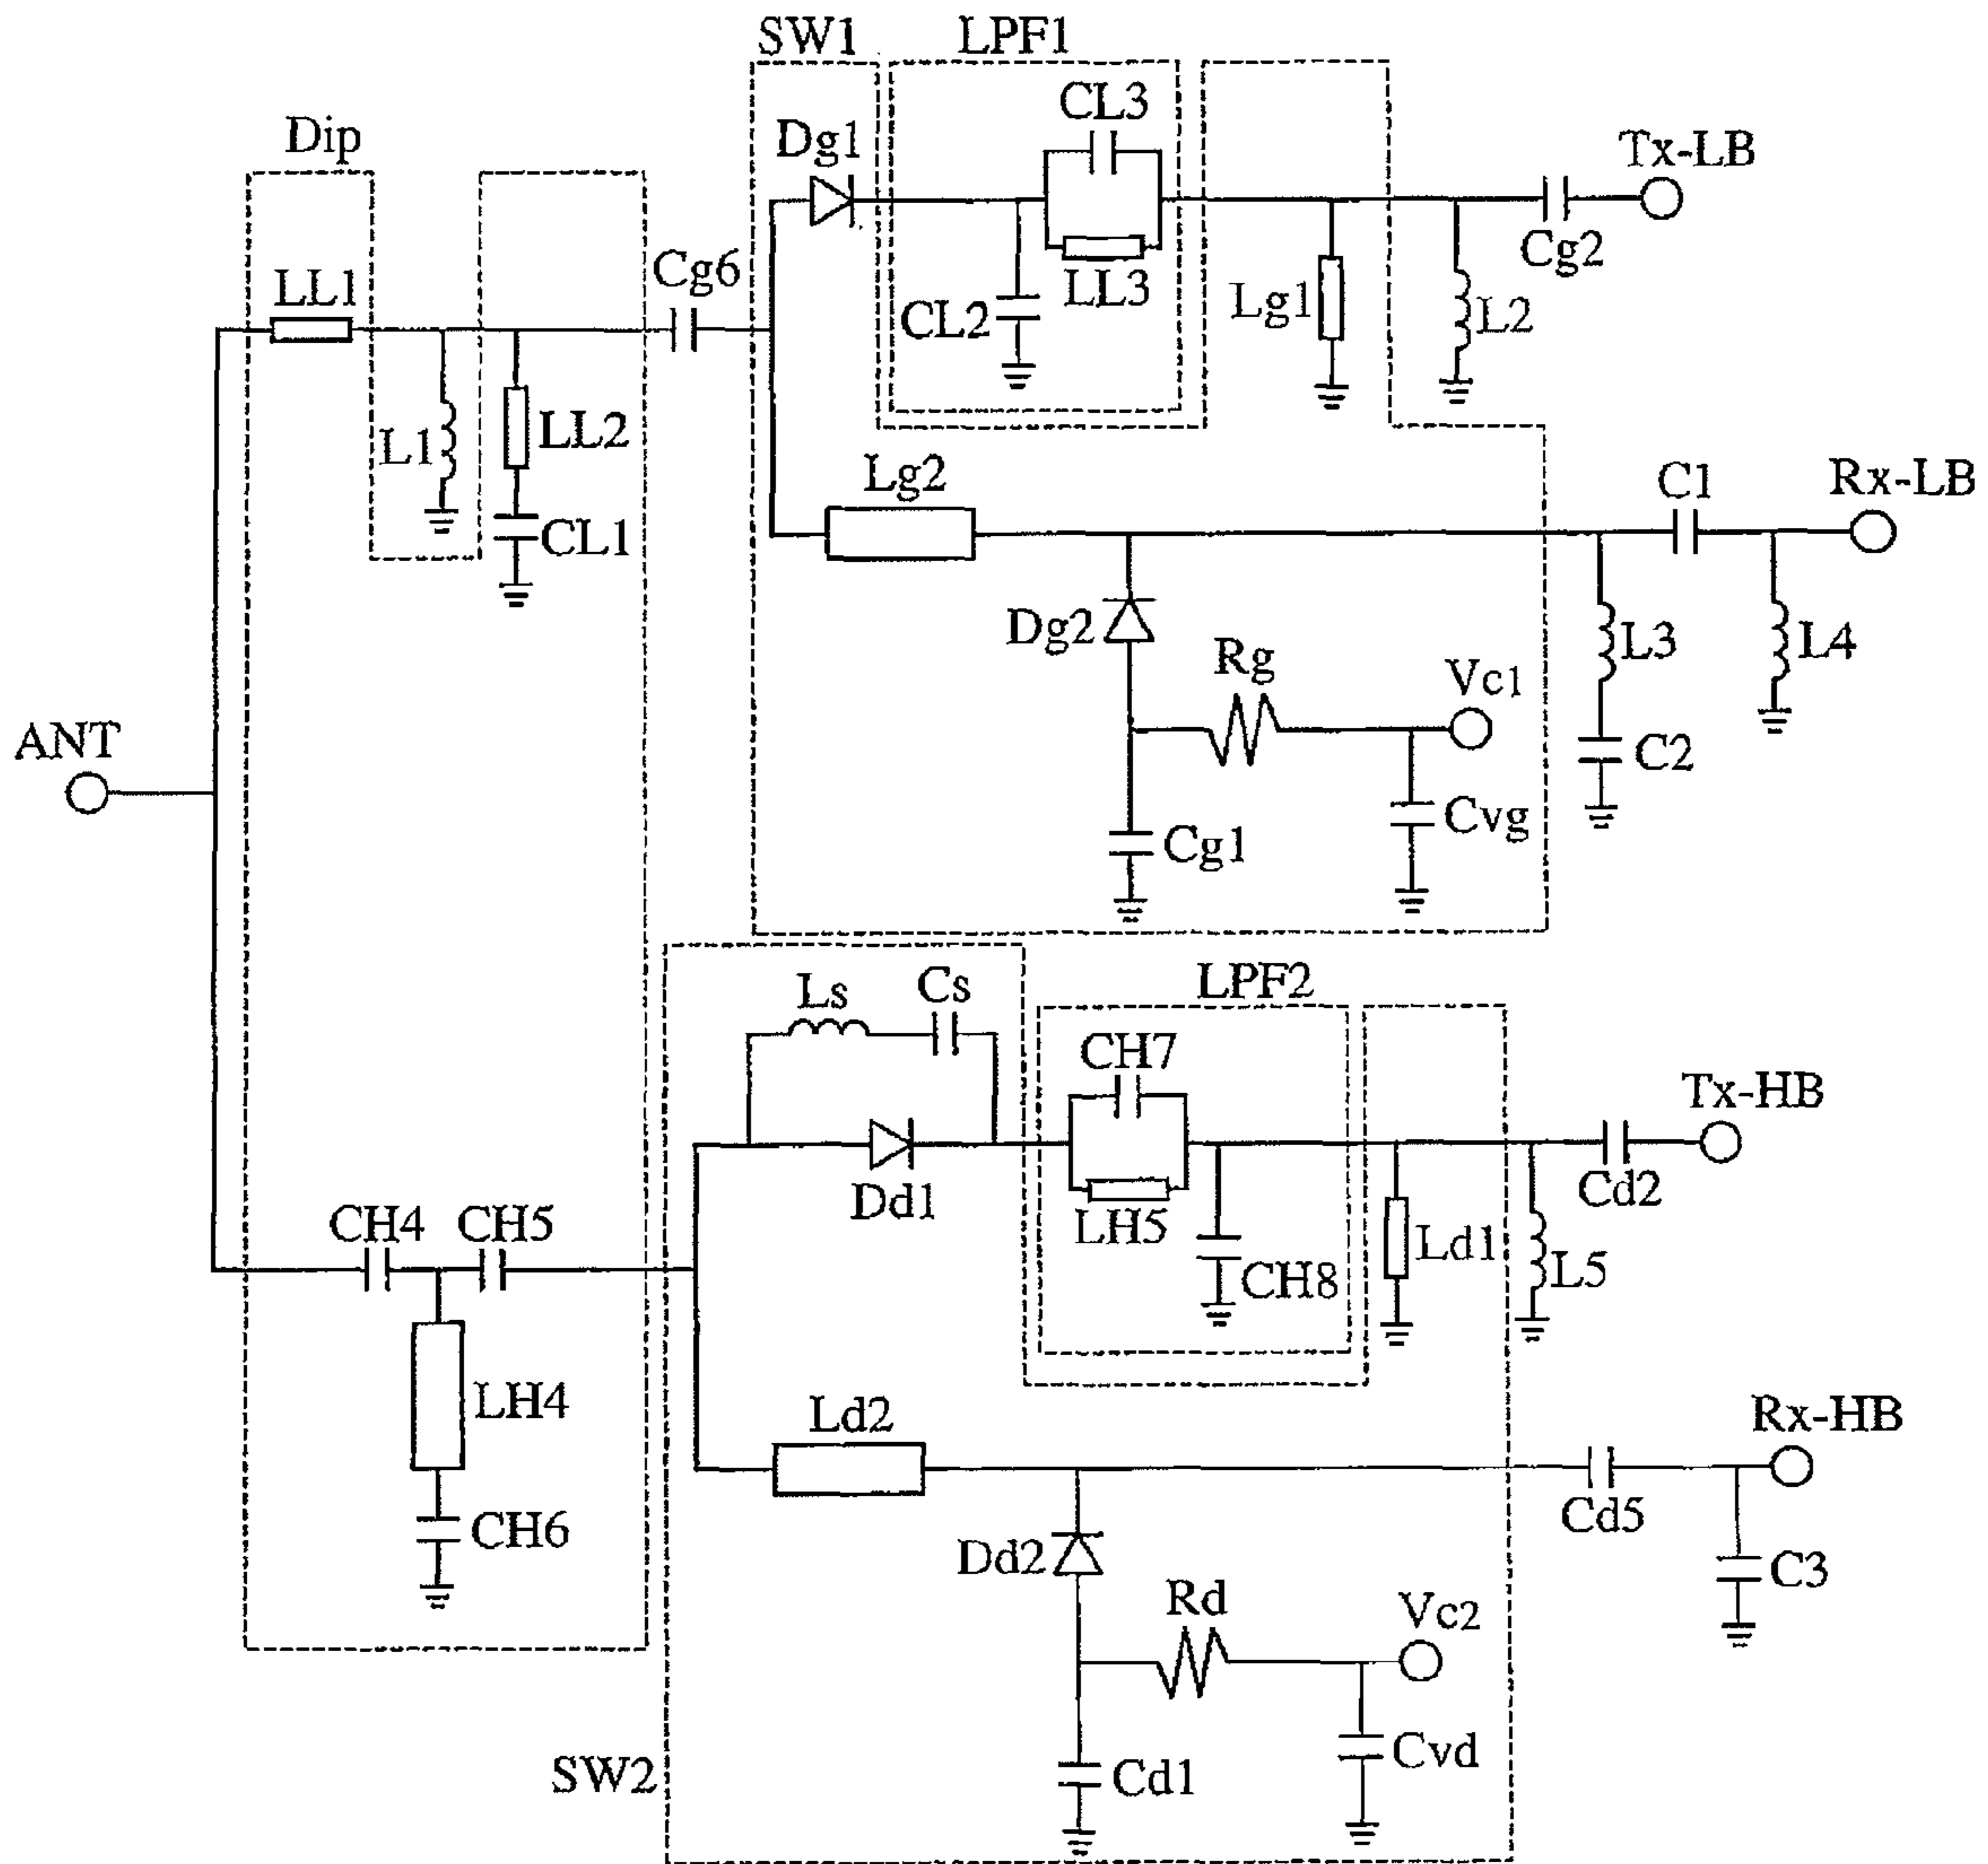 SW1
LPF1
Dip
Dg1
CL3
Tx-LB
LL1
Cg6
CL2
LL3
Lg1
L2
Cg2
L1
LL2
CL1
Lg2
C1
Rx-LB
Dg2
Rg
Vc1
L3
L4
ANT
C2
Cg1
Cvg
Ls
Cs
LPF2
CH7
Tx-HB
Dd1
LH5
Cd2
CH4
CH5
CH8
Ld1
L5
LH4
Ld2
Rx-HB
CH6
Dd2
Cd5
C3
Rd
Vc2
SW2
Cd1
Cvd